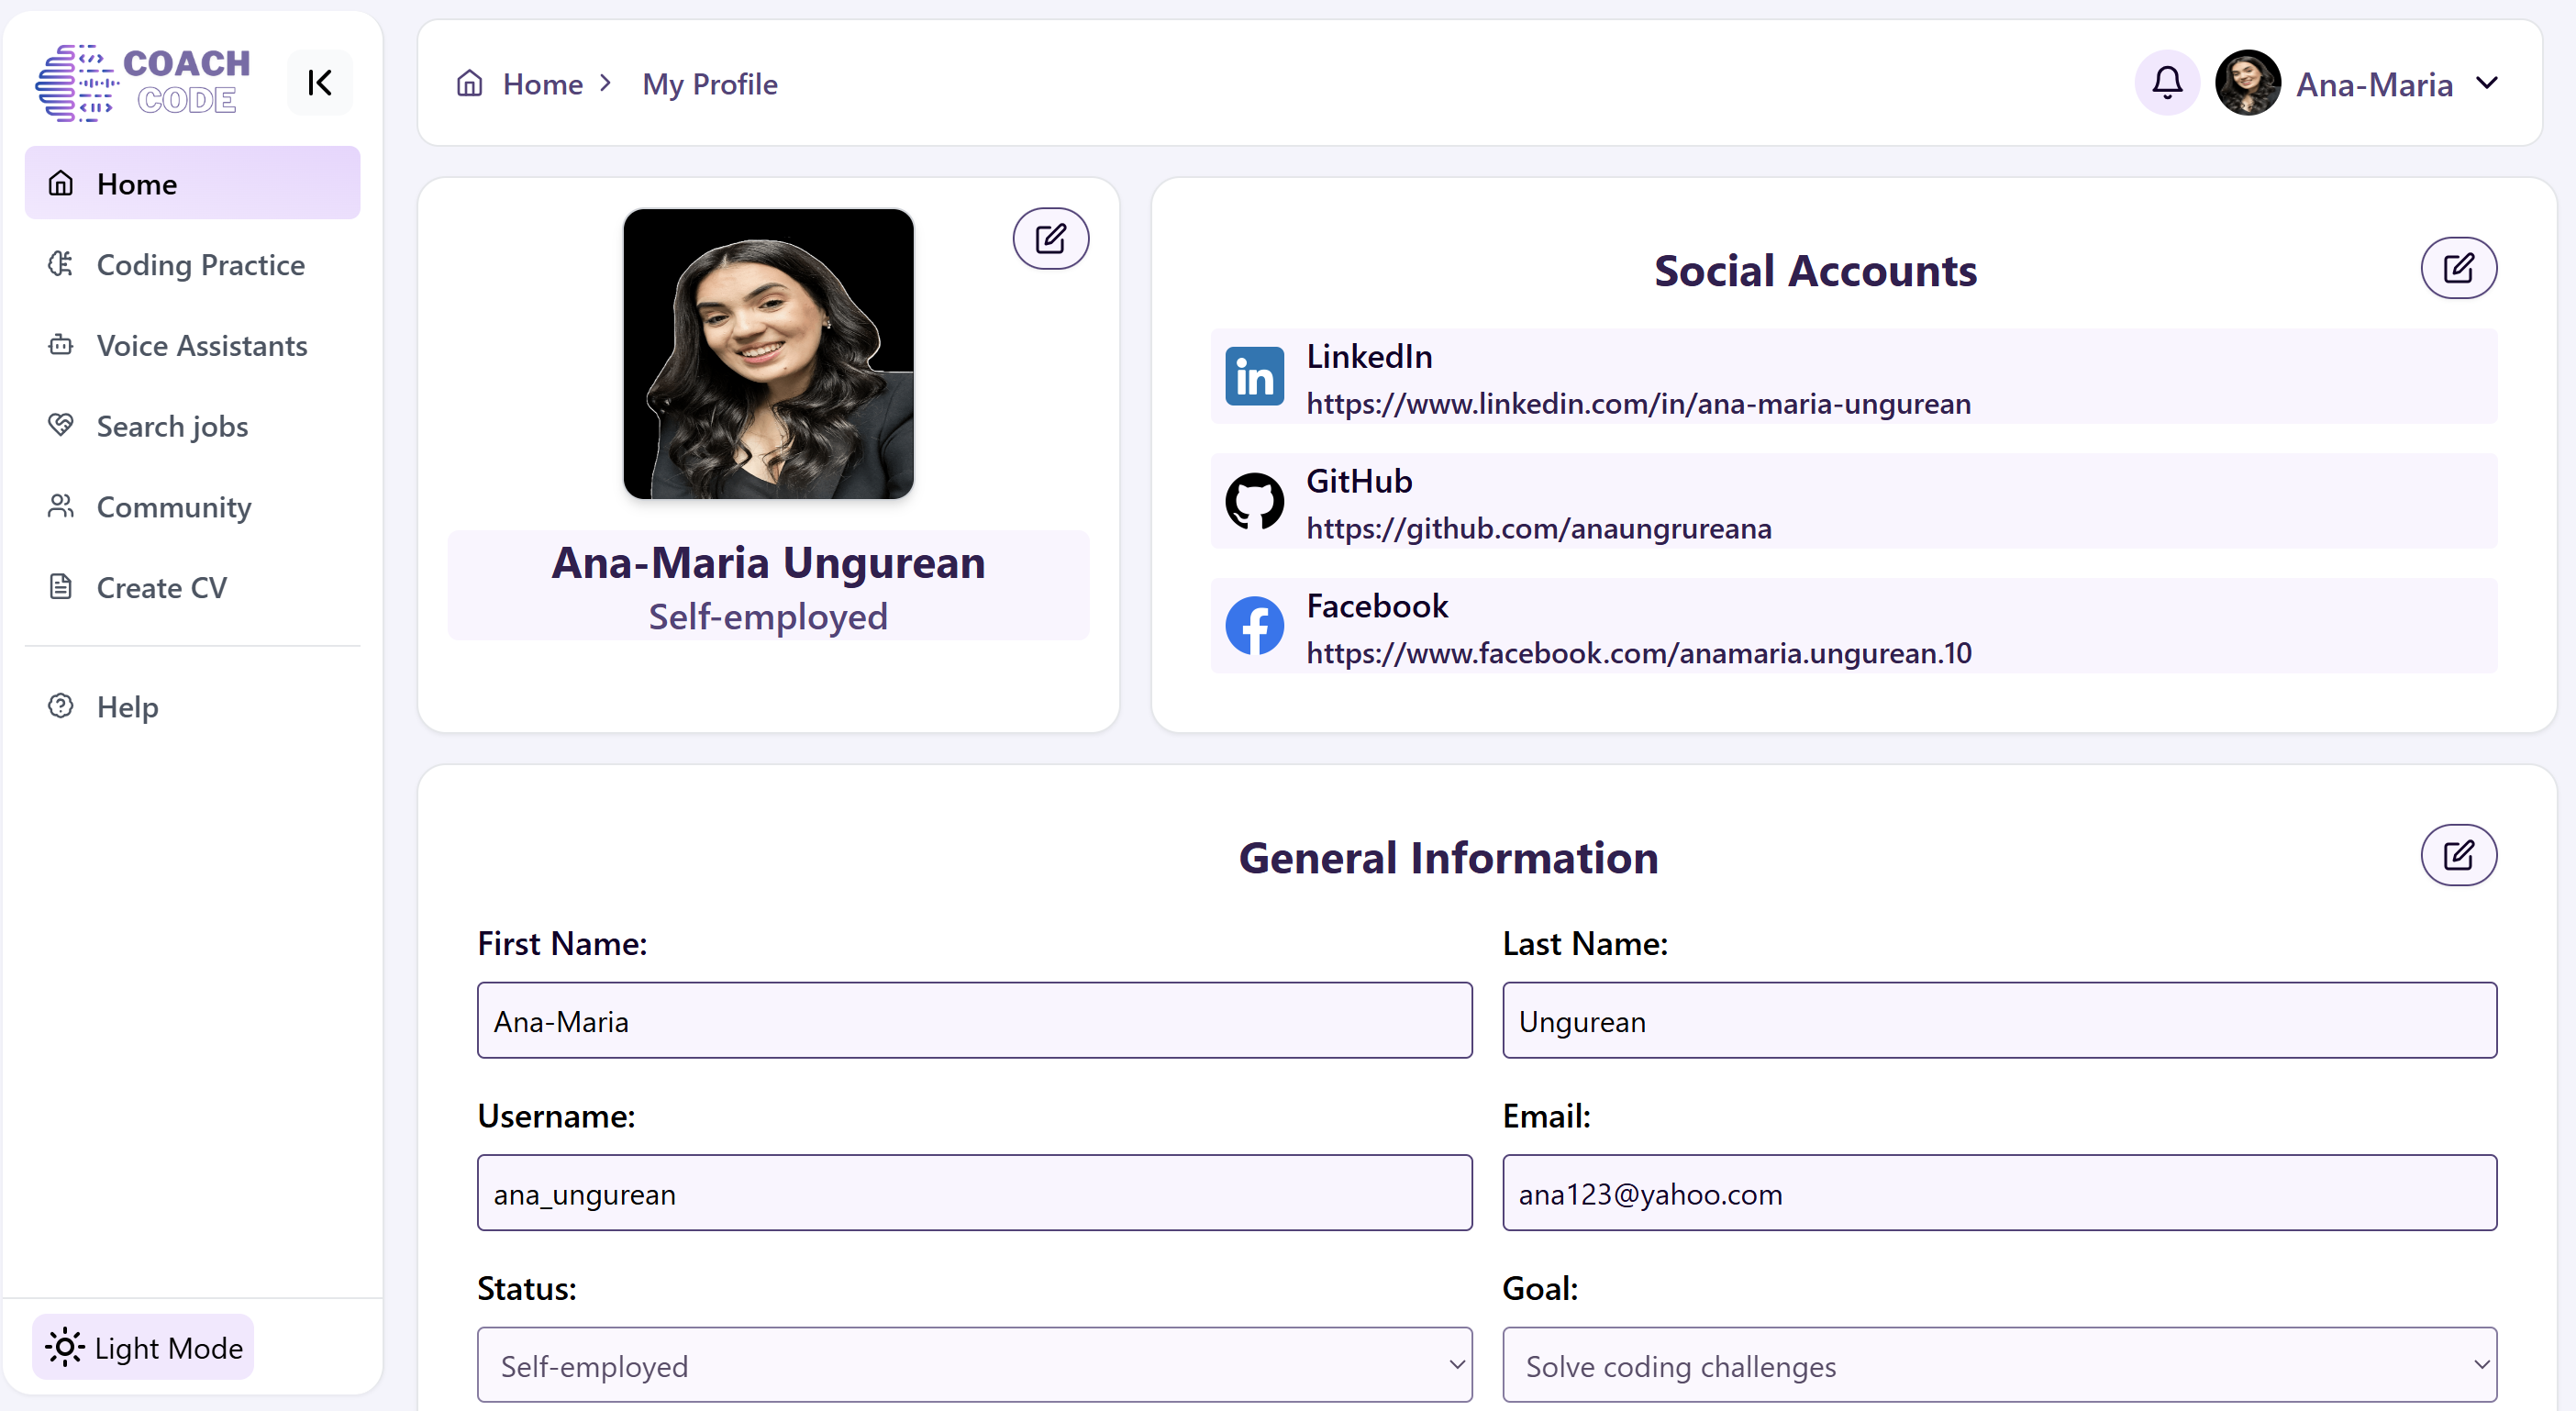 COACH
CODE
Home
Coding Practice
Voice Assistants
Search jobs
Community
Create CV
Help
Light Mode
Home > My Profile
Ana-Maria
Ana-Maria Ungurean
Self-employed
Social Accounts
LinkedIn
https://www.linkedin.com/in/ana-maria-ungurean
GitHub
https://github.com/anaungrureana
Facebook
https://www.facebook.com/anamaria.ungurean.10
General Information
First Name:
Ana-Maria
Last Name:
Ungurean
Username:
ana_ungurean
Email:
ana123@yahoo.com
Status:
Self-employed
Goal:
Solve coding challenges